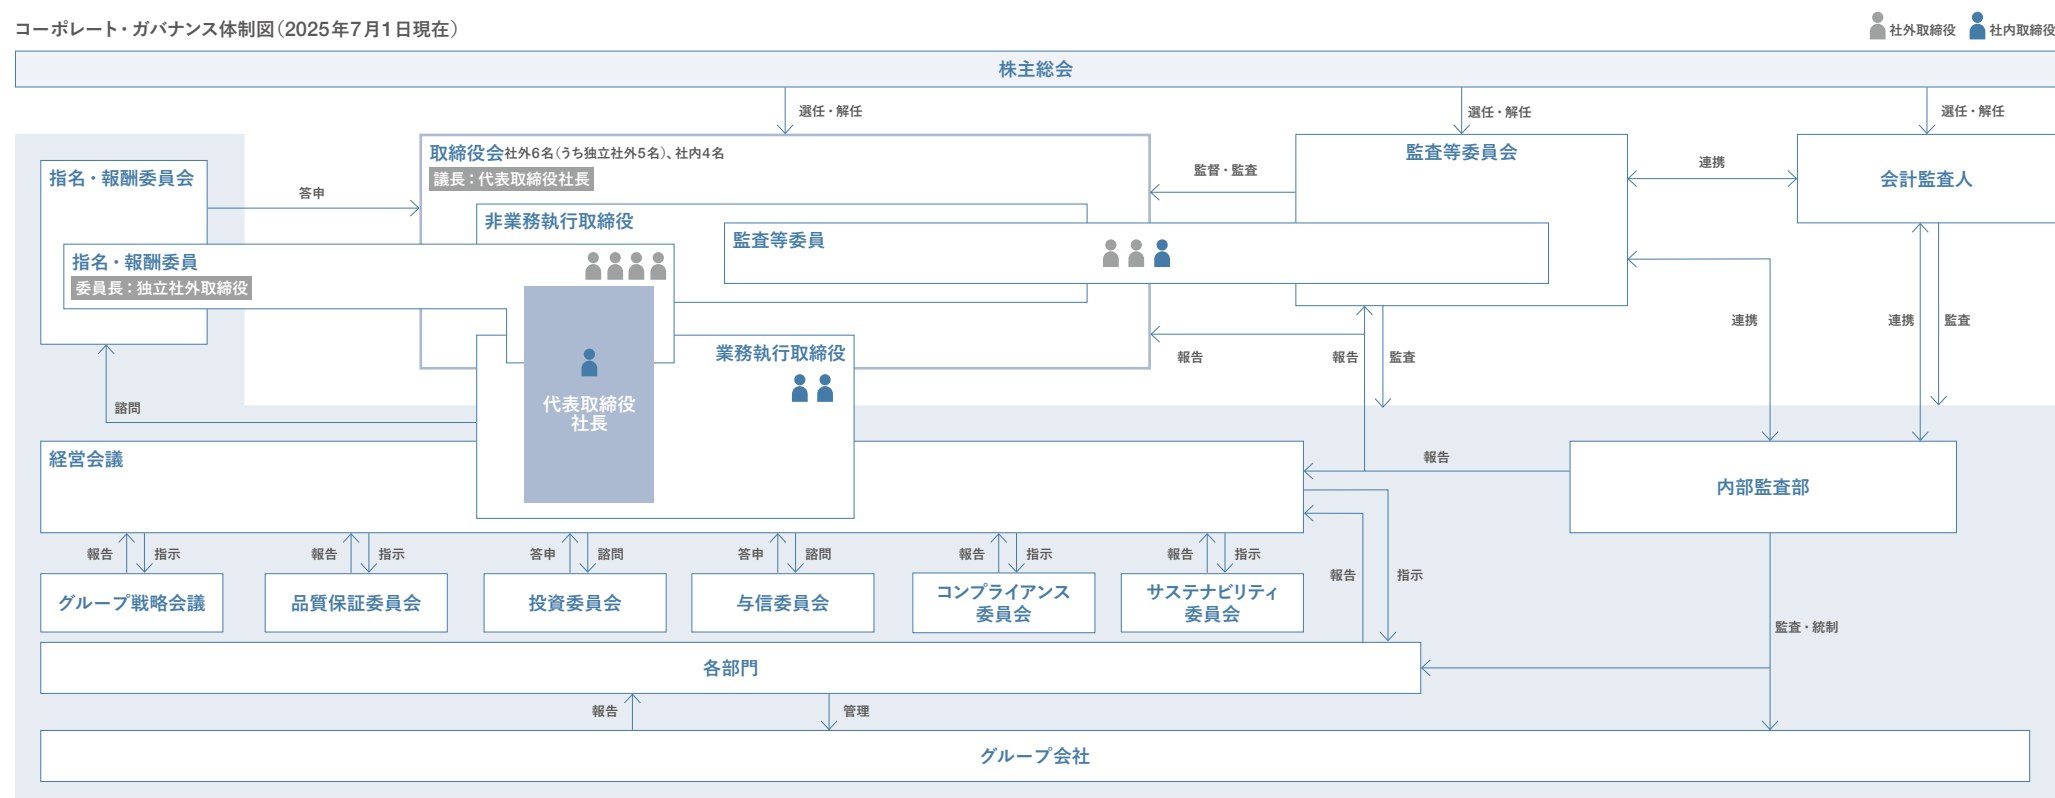 コーポレート・ガバナンス体制図（2025年7月1日現在）
社外取締役
社内取締役
株主総会
選任・解任
選任・解任
選任・解任
指名・報酬委員会
答申
取締役会社外6名（うち独立社外5名）、社内4名
議長：代表取締役社長
監督・監査
監査等委員会
連携
会計監査人
非業務執行取締役
監査等委員
指名・報酬委員
委員長：独立社外取締役
業務執行取締役
代表取締役
社長
報告
報告
監査
連携
連携
監査
諮問
経営会議
報告
内部監査部
報告
指示
報告
指示
答申
諮問
答申
諮問
報告
指示
報告
指示
報告
指示
グループ戦略会議
品質保証委員会
投資委員会
与信委員会
コンプライアンス
委員会
サステナビリティ
委員会
監査・統制
各部門
報告
管理
グループ会社